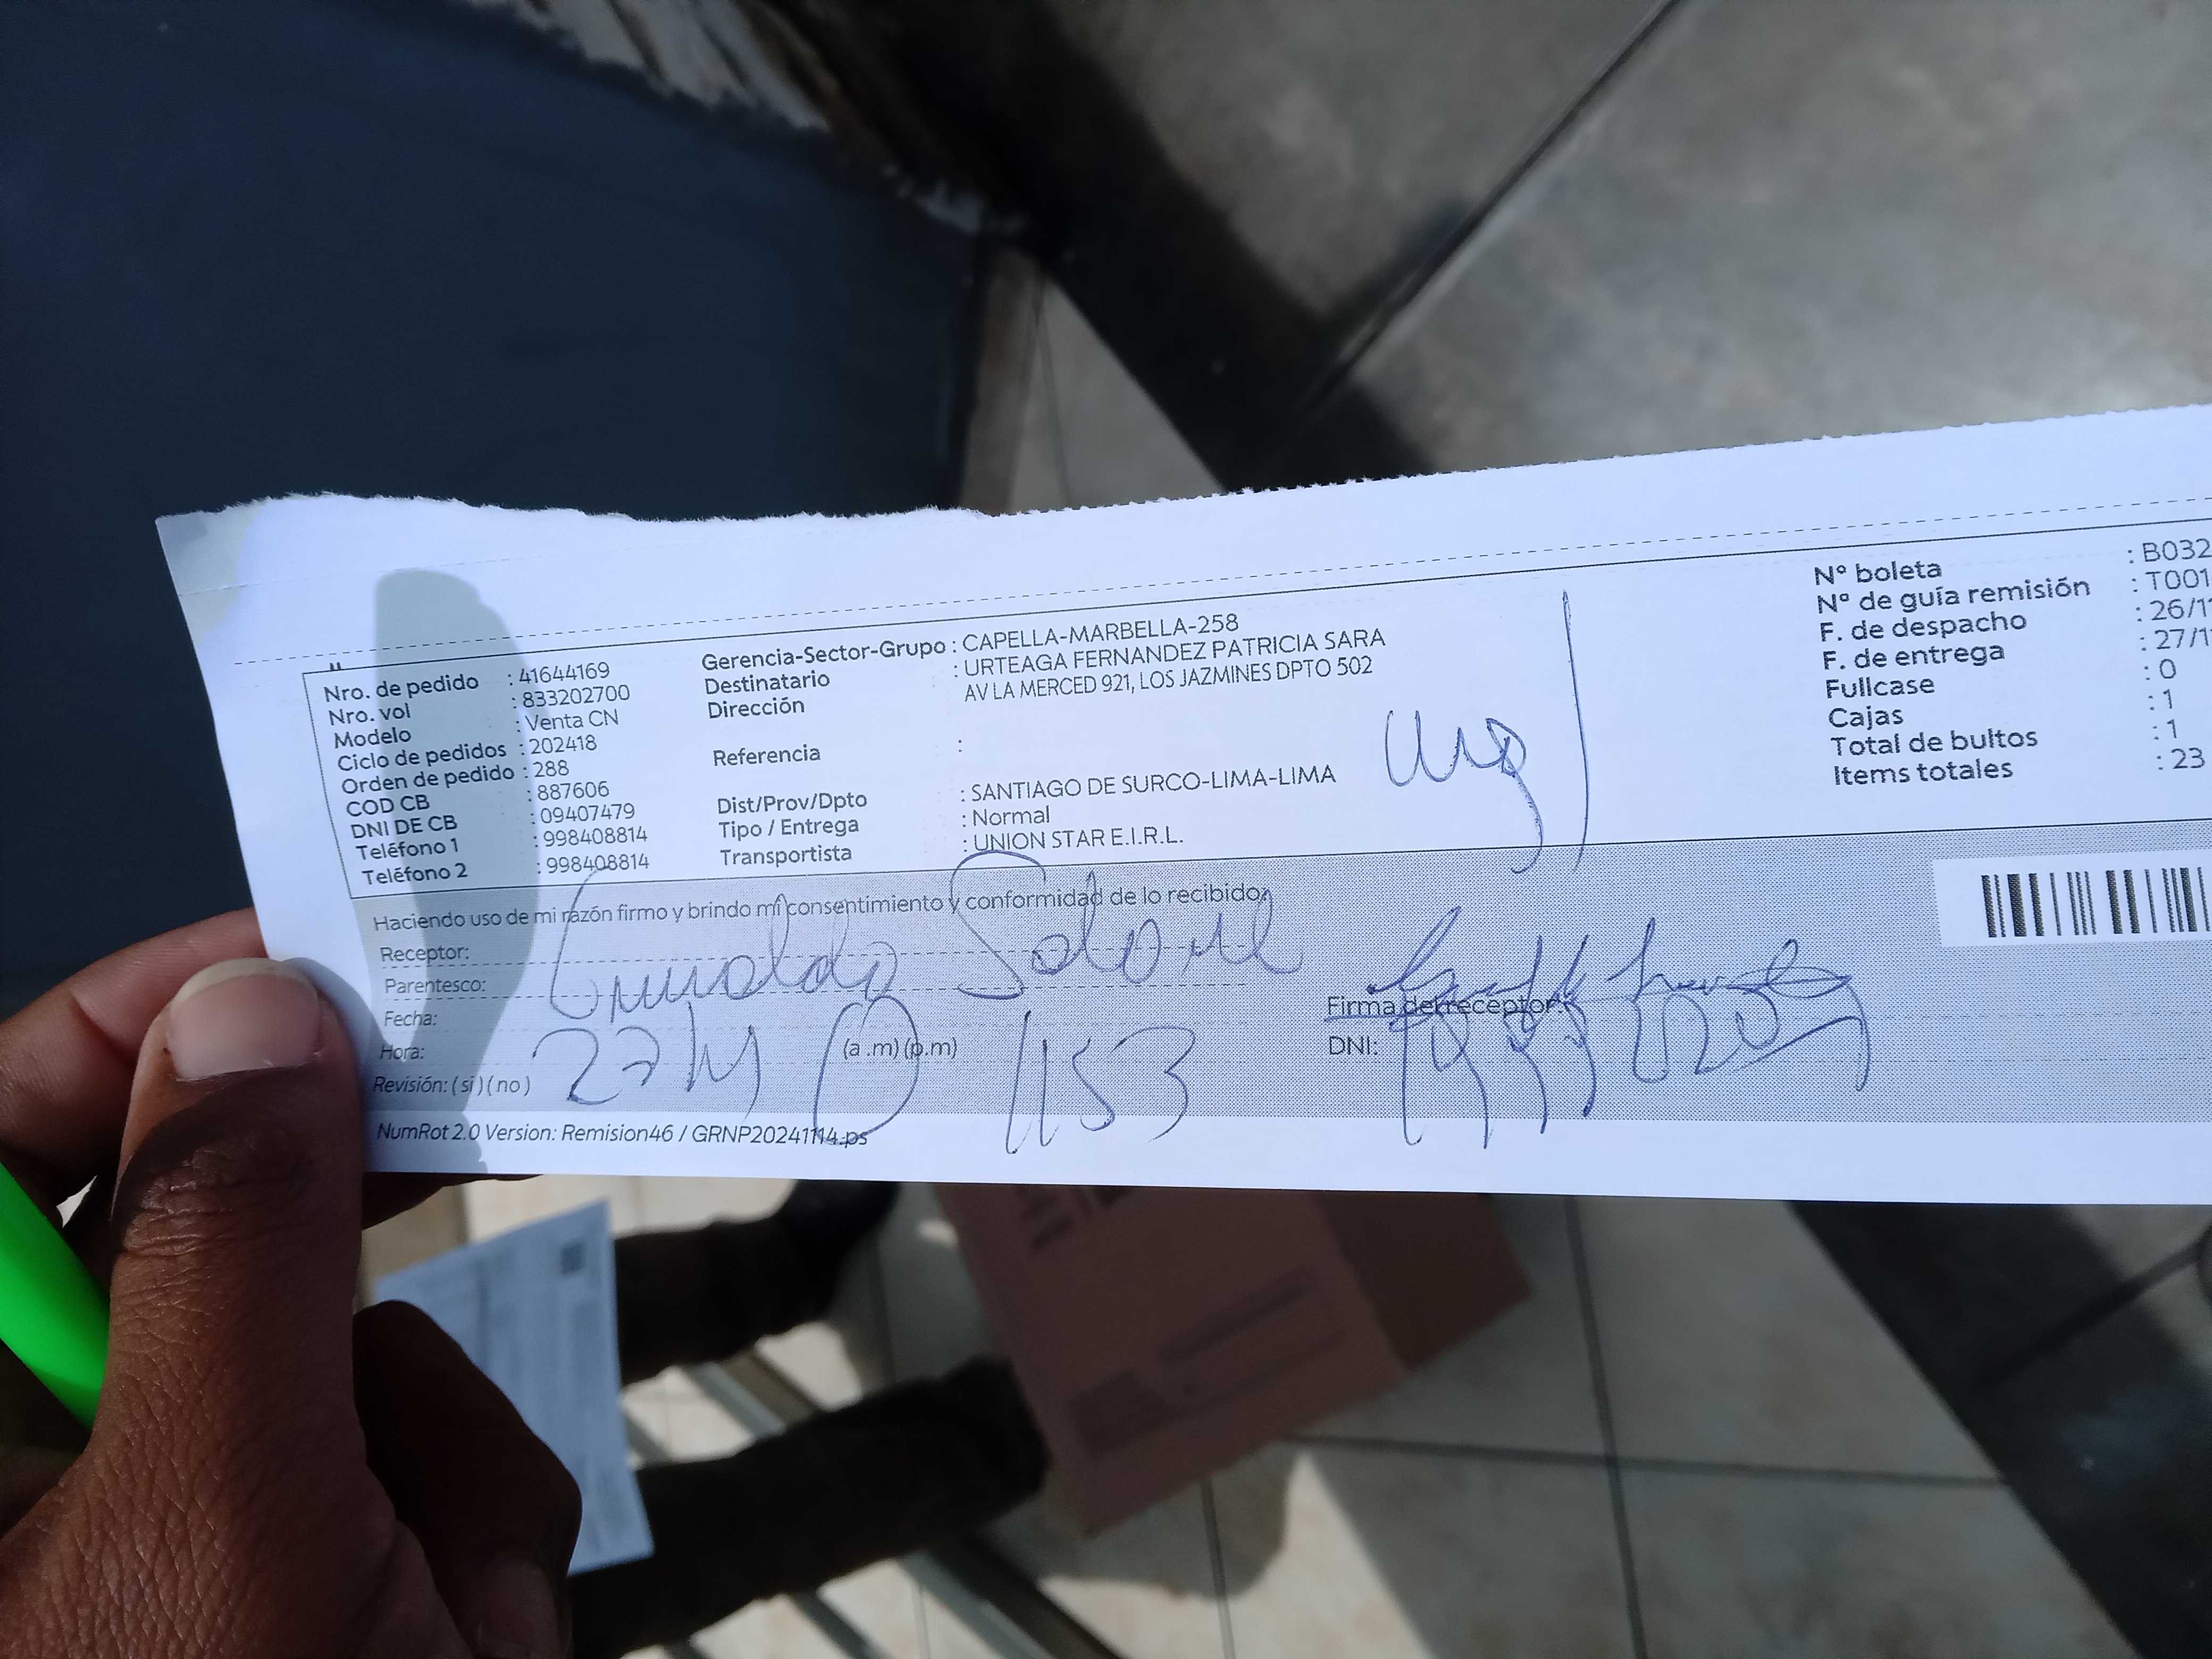 Nro. de pedido : 41644169
Nro. vol : 833202700
Modelo : Venta CN
Ciclo de pedidos : 202418
Orden de pedido : 288
COD CB : 887606
DNI DE CB : 09407479
Teléfono 1 : 998408814
Teléfono 2 : 998408814
Gerencia-Sector-Grupo : CAPELLA-MARBELLA-258
Destinatario : URTEAGA FERNANDEZ PATRICIA SARA
Dirección AV LA MERCED 921, LOS JAZMINES DPTO 502
Referencia :
Dist/Prov/Dpto : SANTIAGO DE SURCO-LIMA-LIMA
Tipo / Entrega : Normal
Transportista : UNION STAR E.I.R.L.
Nº boleta : B032
Nº de guía remisión : T001
F. de despacho : 26/1
F. de entrega : 27/1
Fullcase : 0
Cajas : 1
Total de bultos : 1
Items totales : 23
Haciendo uso de mi razón firmo y brindo mi consentimiento y conformidad de lo recibido
Receptor:
Parentesco:
Fecha:
Hora: (a .m) (p.m) 1153
Revisión: ( si ) ( no )
Firma del receptor:
DNI:
NumRot 2.0 Version: Remision46 / GRNP20241114.ps